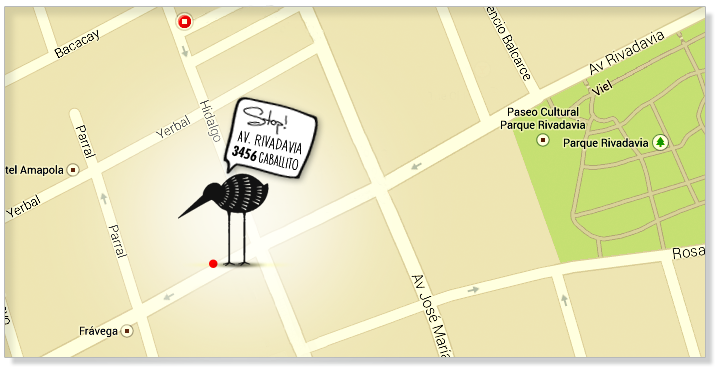 Bacacay
encio Balcarce
Av Rivadavia
Viel
Hidalgo
Yerbal
Stop!
AV. RIVADAVIA
3456 CABALLITO
Paseo Cultural
Parque Rivadavia
Parque Rivadavia
Parral
tel Amapola
Yerbal
Parral
Rosa
Av José María
Frávega